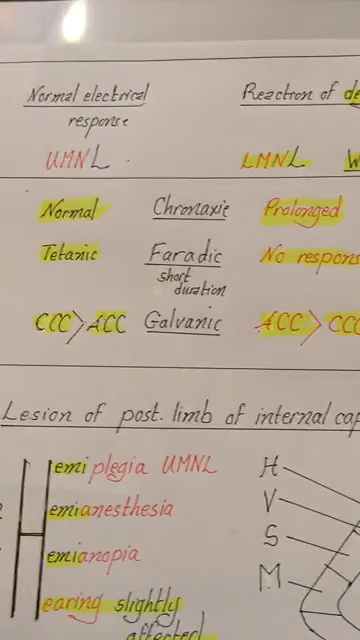 Normal electrical response
Reaction of de
UMNL
LMNL W
Normal Chronaxie Prolonged
Tetanic Faradic No respons
short duration
CCC > ACC Galvanic ACC > CCC
Lesion of post. limb of internal cap
Hemiplegia UMNL
Hemianesthesia
Hemianopia
Hearing slightly affected
H
V
S
M